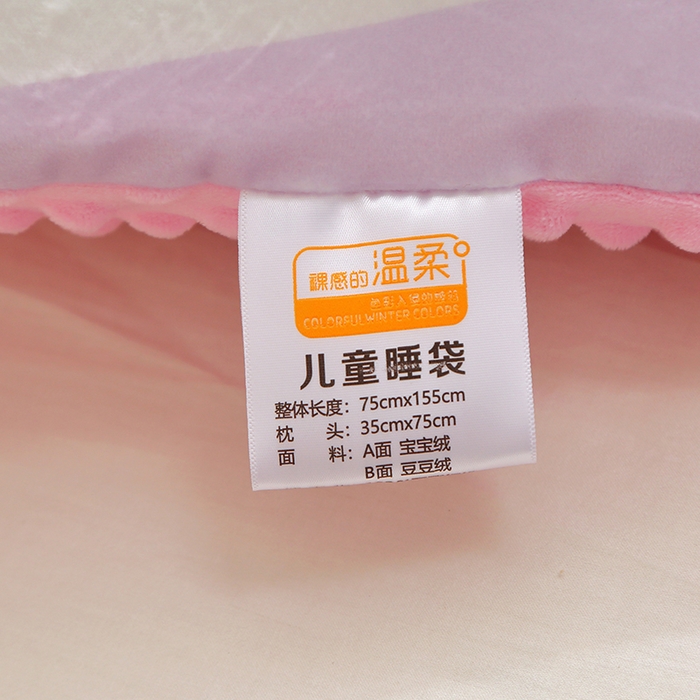 裸感的温柔
COLORFULWINTER COLORS
儿童睡袋
整体长度：75cmx155cm
枕 头：35cmx75cm
面 料：A面 宝宝绒
B面 豆豆绒